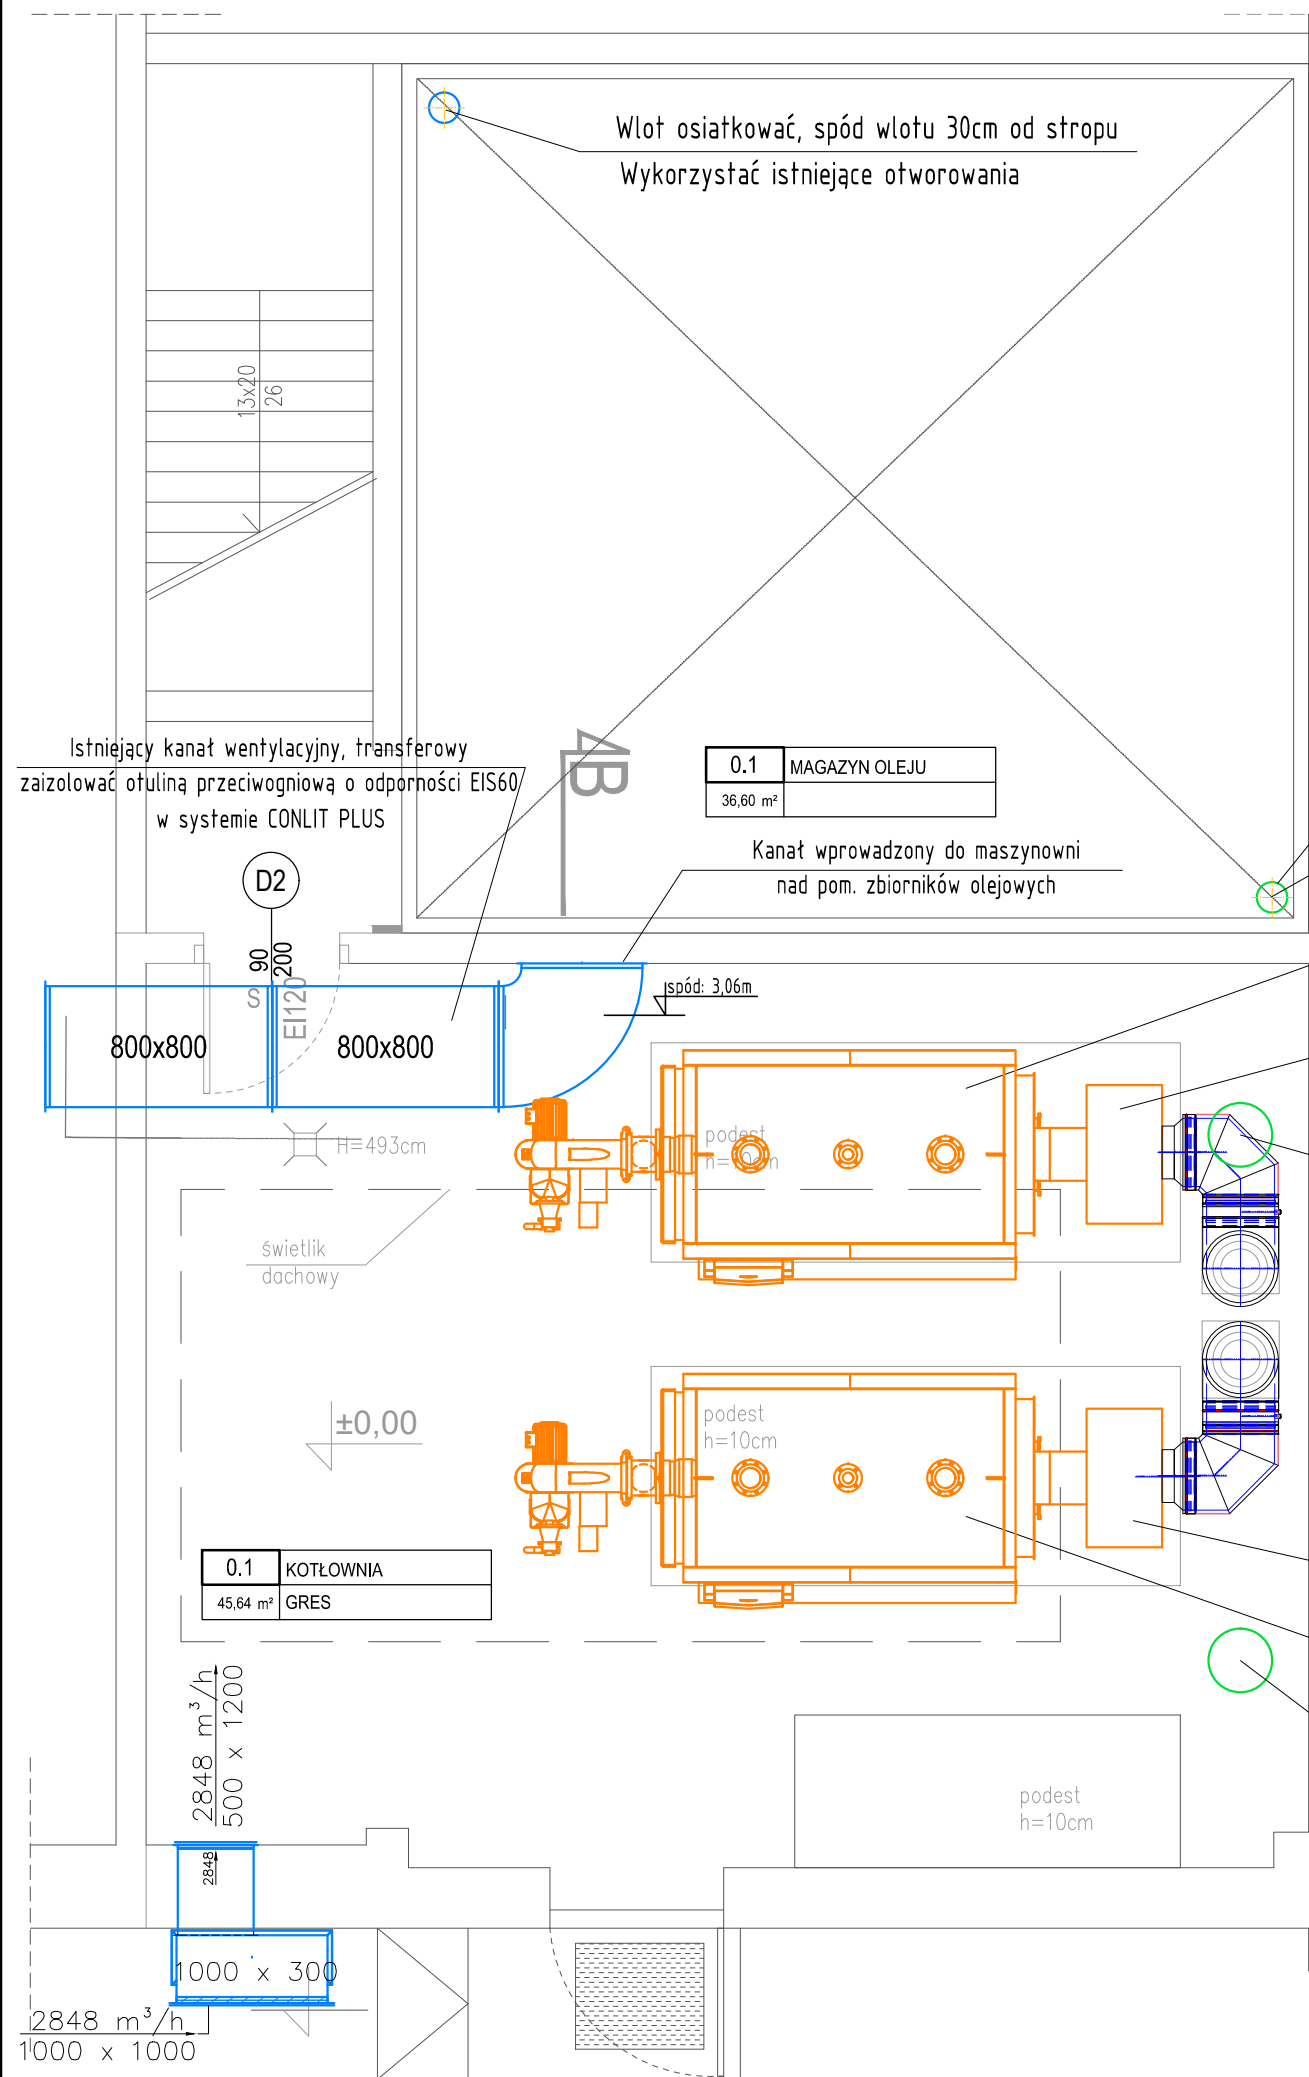 Wlot osiatkować, spód wlotu 30cm od stropu
Wykorzystać istniejące otworowania
13x20
26
Istniejący kanał wentylacyjny, transferowy
zaizolować otuliną przeciwogniową o odporności EIS60
w systemie CONLIT PLUS
B
0.1 MAGAZYN OLEJU
36,60 m²
Kanał wprowadzony do maszynowni
nad pom. zbiorników olejowych
D2
90
200
S
EI120
spód: 3,06m
800x800
800x800
H=493cm
podest
h=10cm
świetlik
dachowy
±0,00
podest
h=10cm
0.1 KOTŁOWNIA
45,64 m² GRES
2848 m³/h
500 x 1200
podest
h=10cm
2848
1000 x 300
2848 m³/h
1000 x 1000